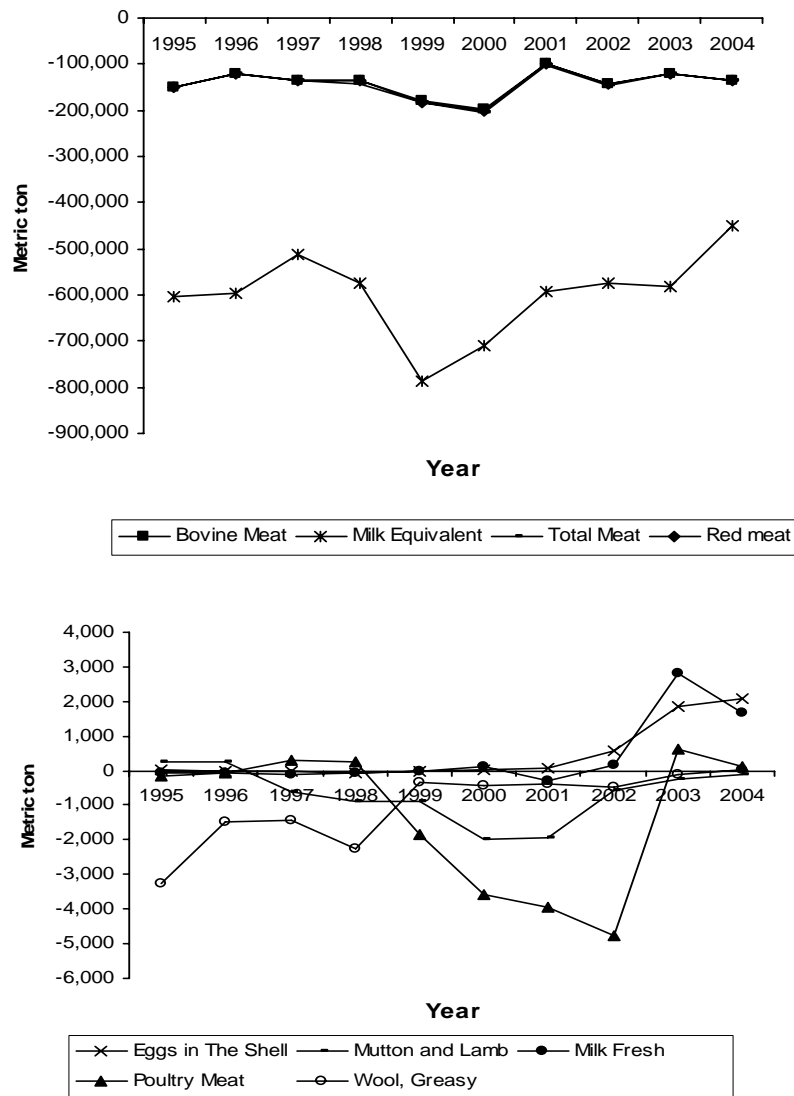 0
1995 1996 1997 1998 1999 2000 2001 2002 2003 2004
-100,000
-200,000
-300,000
-400,000
-500,000
-600,000
-700,000
-800,000
-900,000
Metric ton
Year
Bovine Meat Milk Equivalent Total Meat Red meat
4,000
3,000
2,000
1,000
0
1995 1996 1997 1998 1999 2000 2001 2002 2003 2004
-1,000
-2,000
-3,000
-4,000
-5,000
-6,000
Metric ton
Year
Eggs in The Shell Mutton and Lamb Milk Fresh
Poultry Meat Wool, Greasy